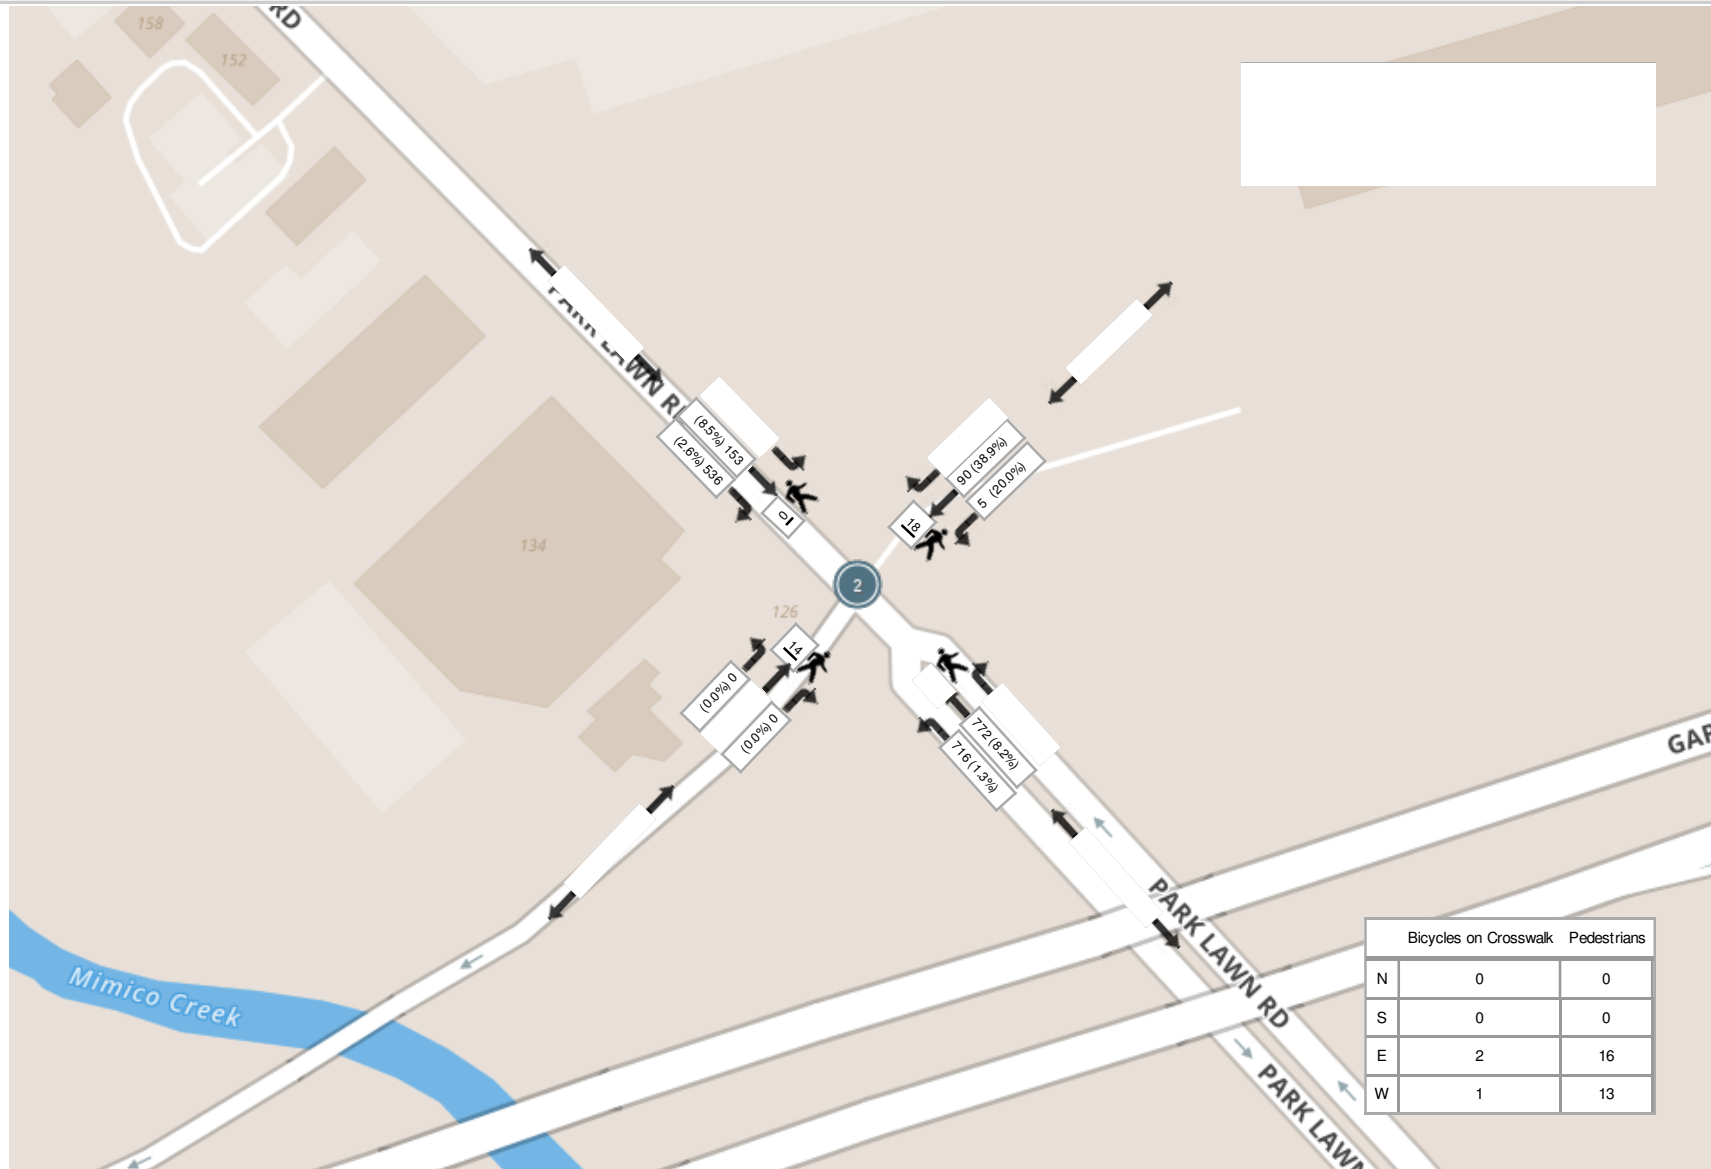 RD
158
152
PARK LAWN RD
(8.5%) 153
(2.6%) 536
0
90 (38.9%)
5 (20.0%)
18
134
2
126
14
(0.0%) 0
(0.0%) 0
772 (8.2%)
716 (1.3%)
GAR
PARK LAWN RD
Mimico Creek
PARK LAWN
Bicycles on Crosswalk Pedestrians
N 0 0
S 0 0
E 2 16
W 1 13